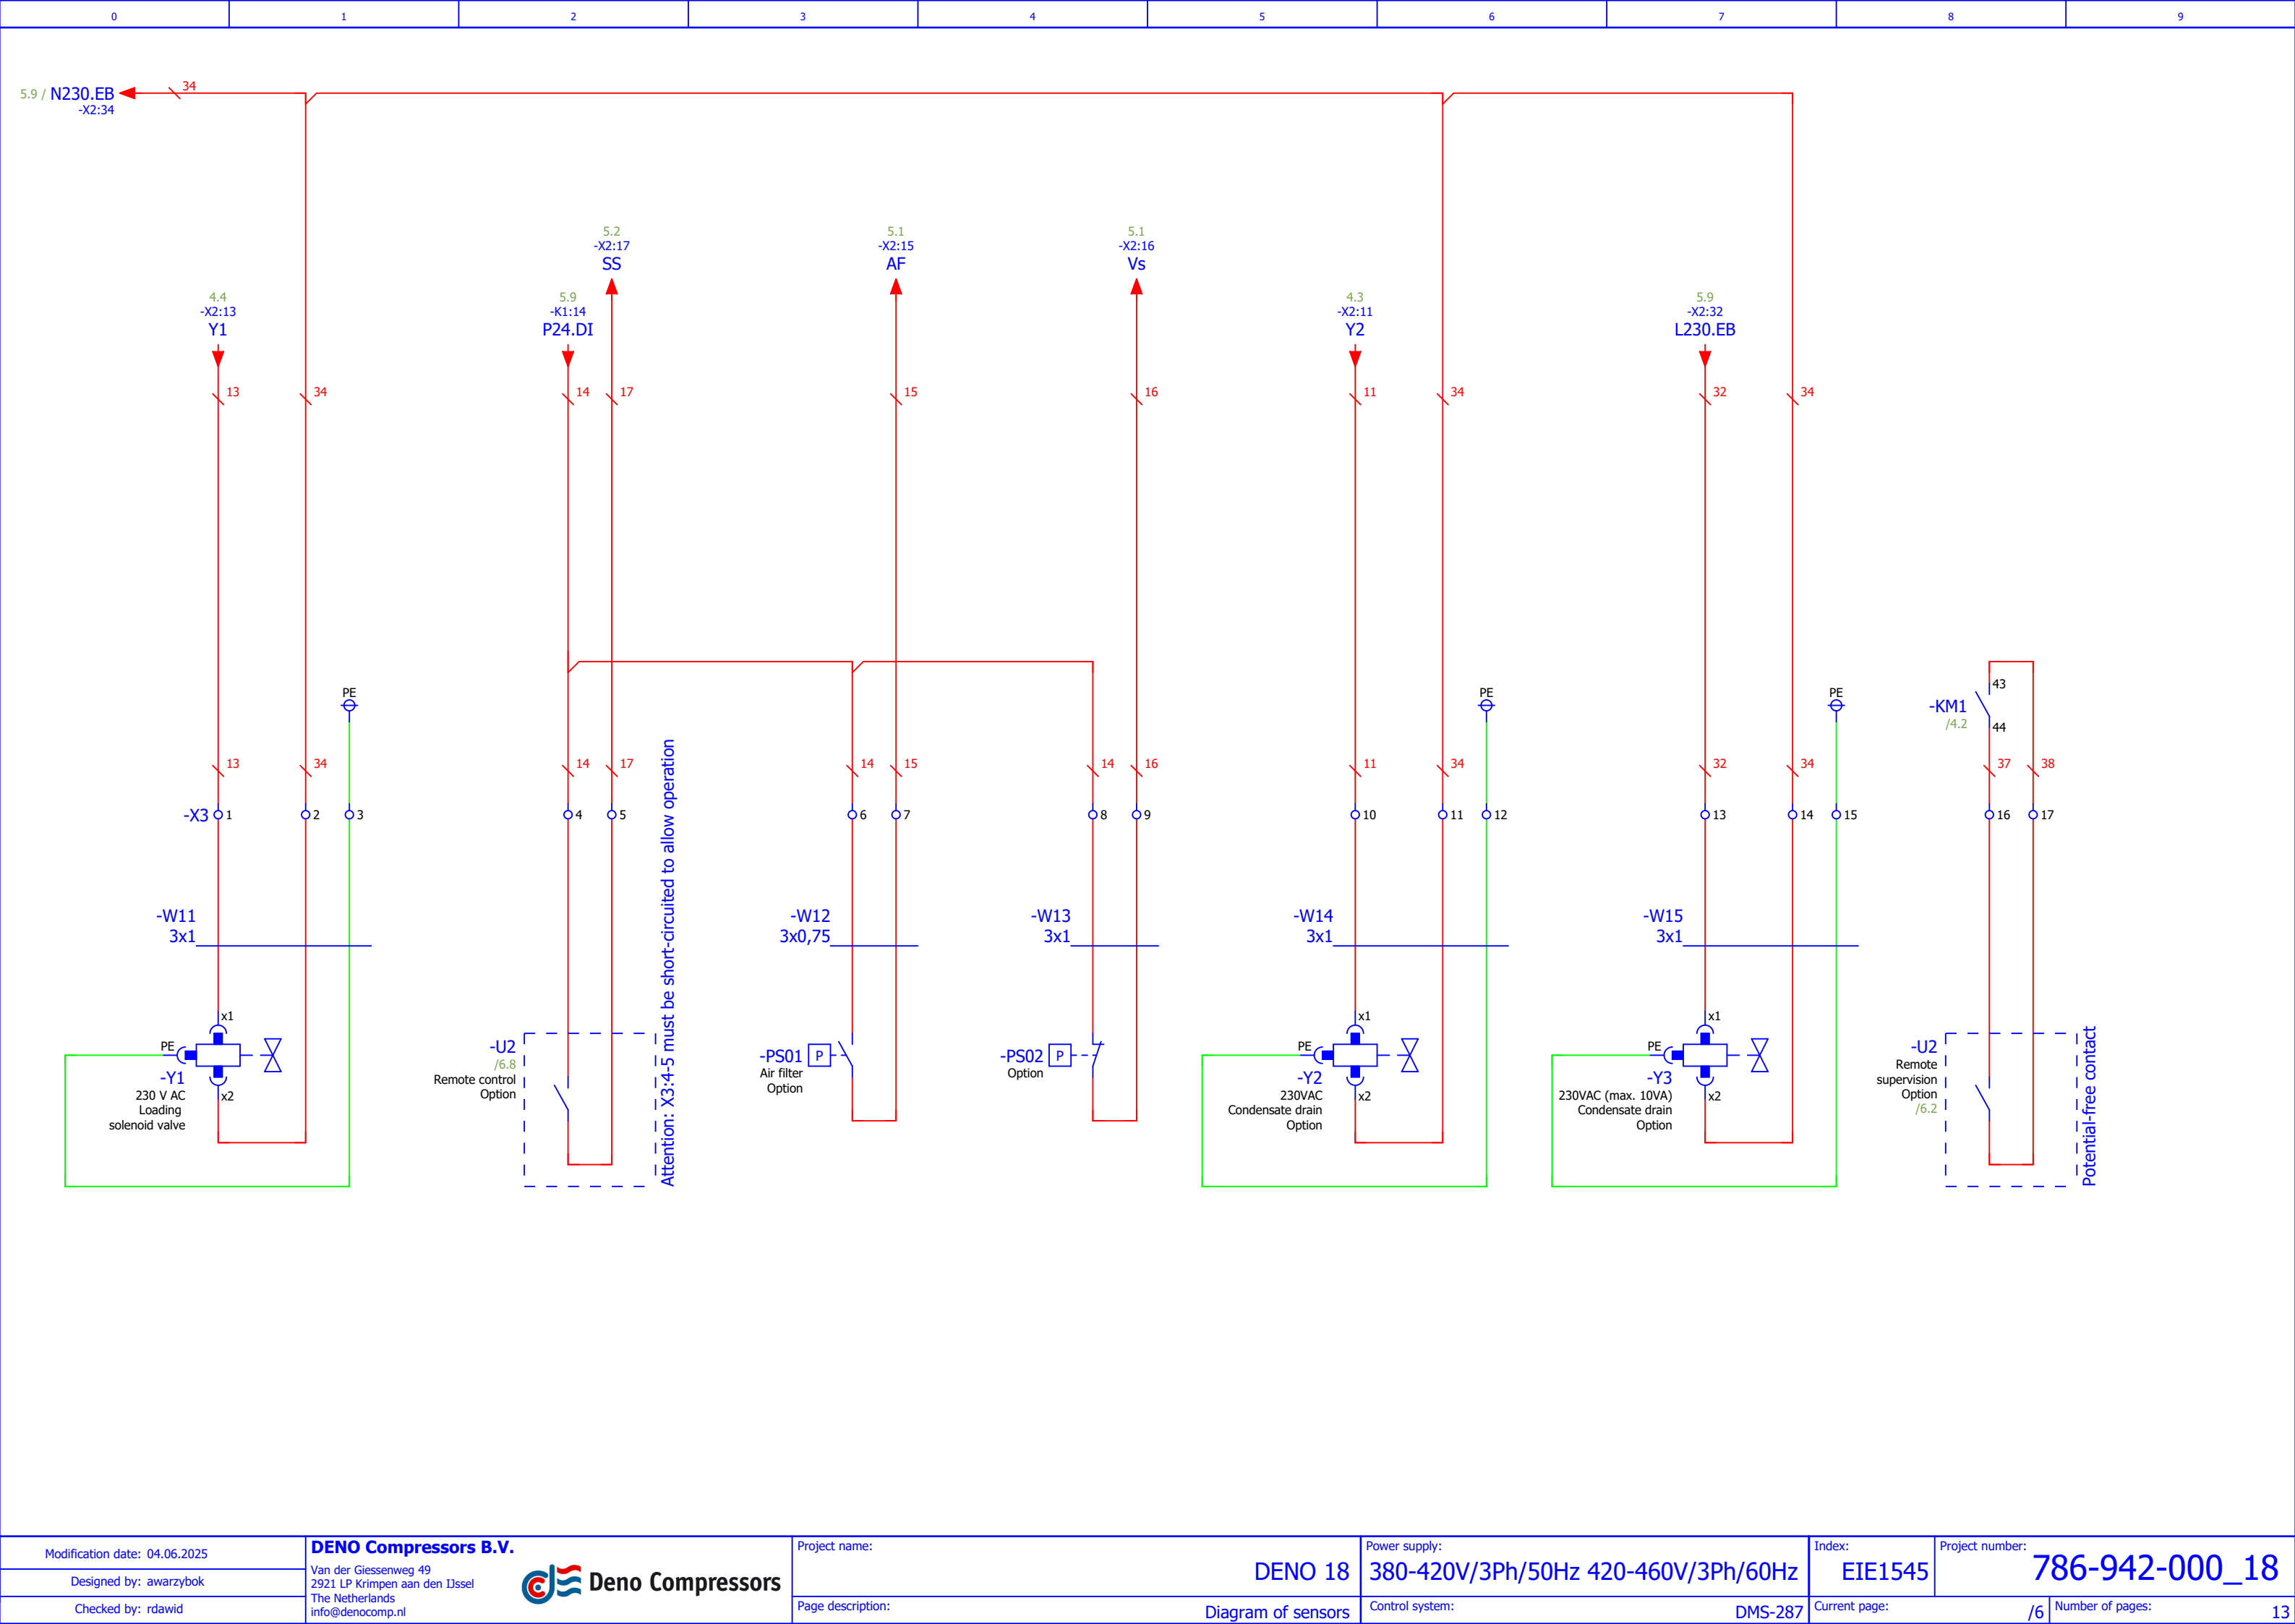 0 1 2 3 4 5 6 7 8 9
5.9 / N230.EB
-X2:34
34
5.2
-X2:17
SS
5.1
-X2:15
AF
5.1
-X2:16
Vs
4.4
-X2:13
Y1
5.9
-K1:14
P24.DI
4.3
-X2:11
Y2
5.9
-X2:32
L230.EB
13 34 14 17 15 16 11 34 32 34
PE PE PE
-KM1
/4.2
43
44
13 34 14 17 14 15 14 16 11 34 32 34 37 38
-X3 1 2 3 4 5 6 7 8 9 10 11 12 13 14 15 16 17
-W11
3x1
-W12
3x0,75
-W13
3x1
-W14
3x1
-W15
3x1
x1
PE
-Y1
x2
230 V AC
Loading
solenoid valve
-U2
/6.8
Remote control
Option
Attention: X3:4-5 must be short-circuited to allow operation
-PS01 P
Air filter
Option
-PS02 P
Option
x1
PE
-Y2
x2
230VAC
Condensate drain
Option
x1
PE
-Y3
x2
230VAC (max. 10VA)
Condensate drain
Option
-U2
Remote
supervision
Option
/6.2
Potential-free contact
Modification date: 04.06.2025
Designed by: awarzybok
Checked by: rdawid
DENO Compressors B.V.
Van der Giessenweg 49
2921 LP Krimpen aan den IJssel
The Netherlands
info@denocomp.nl
Deno Compressors
Project name:
DENO 18
Page description:
Diagram of sensors
Power supply:
380-420V/3Ph/50Hz 420-460V/3Ph/60Hz
Control system:
DMS-287
Index:
EIE1545
Project number:
786-942-000_18
Current page:
/6
Number of pages:
13